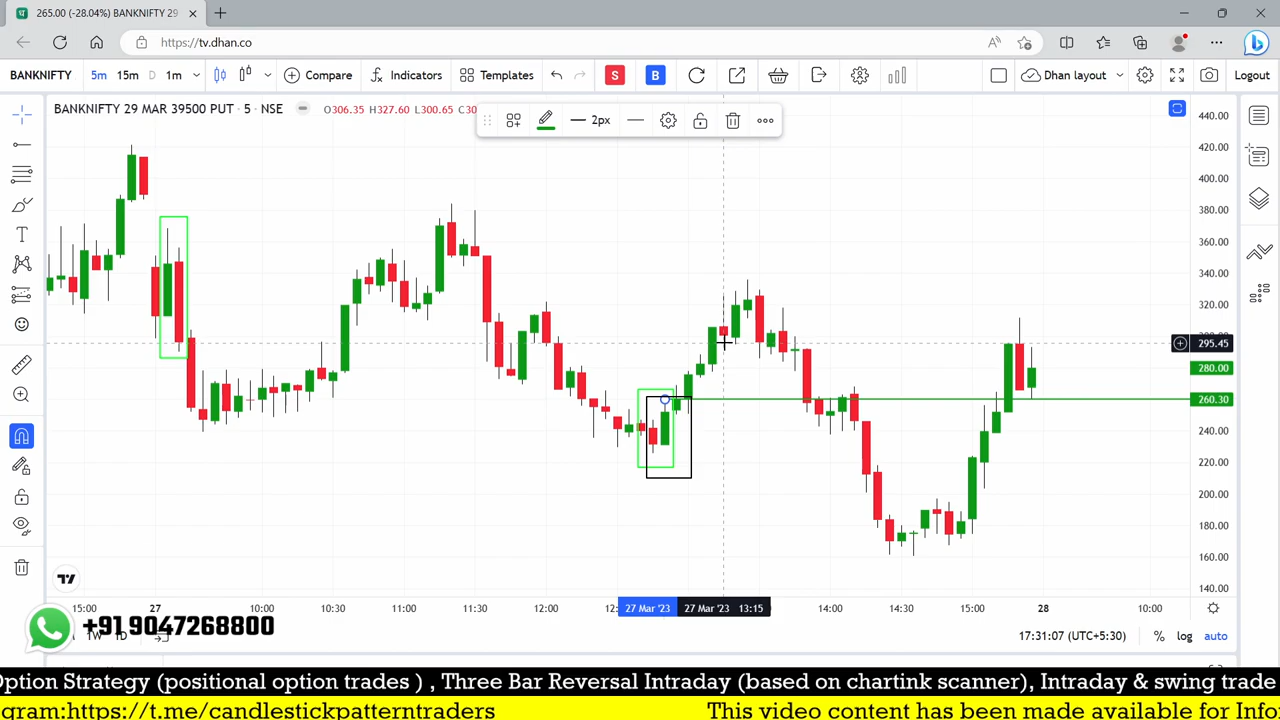 265.00 (-28.04%) BANKNIFTY 29
https://tv.dhan.co
BANKNIFTY 5m 15m D 1m Compare Indicators Templates S B Dhan layout Logout
BANKNIFTY 29 MAR 39500 PUT · 5 · NSE O306.35 H327.60 L300.65 C30
2px
440.00
420.00
400.00
380.00
360.00
340.00
320.00
295.45
280.00
260.30
240.00
220.00
200.00
180.00
160.00
140.00
15:00 27 10:00 10:30 11:00 11:30 12:00 27 Mar '23 27 Mar '23 13:15 14:00 14:30 15:00 28 10:00
+91 9047268800
1W 1D
17:31:07 (UTC+5:30) % log auto
Option Strategy (positional option trades ) , Three Bar Reversal Intraday (based on chartink scanner), Intraday & swing trade
gram:https://t.me/candlestickpatterntraders This video content has been made available for Info